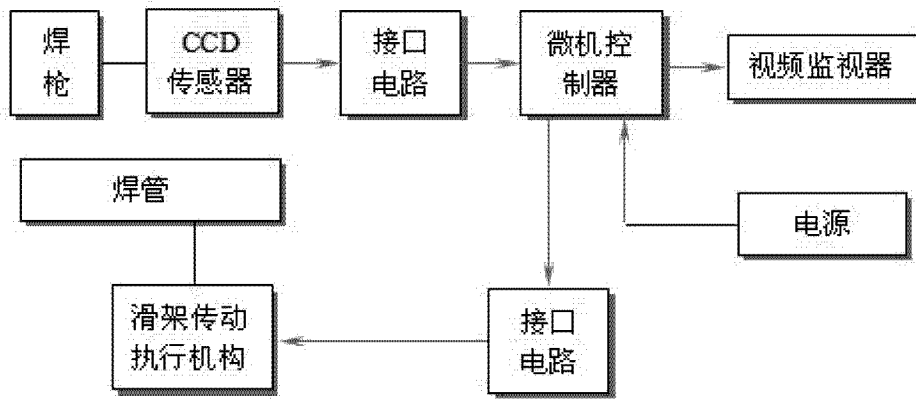 焊
枪
CCD
传感器
接口
电路
微机控
制器
视频监视器
焊管
电源
滑架传动
执行机构
接口
电路